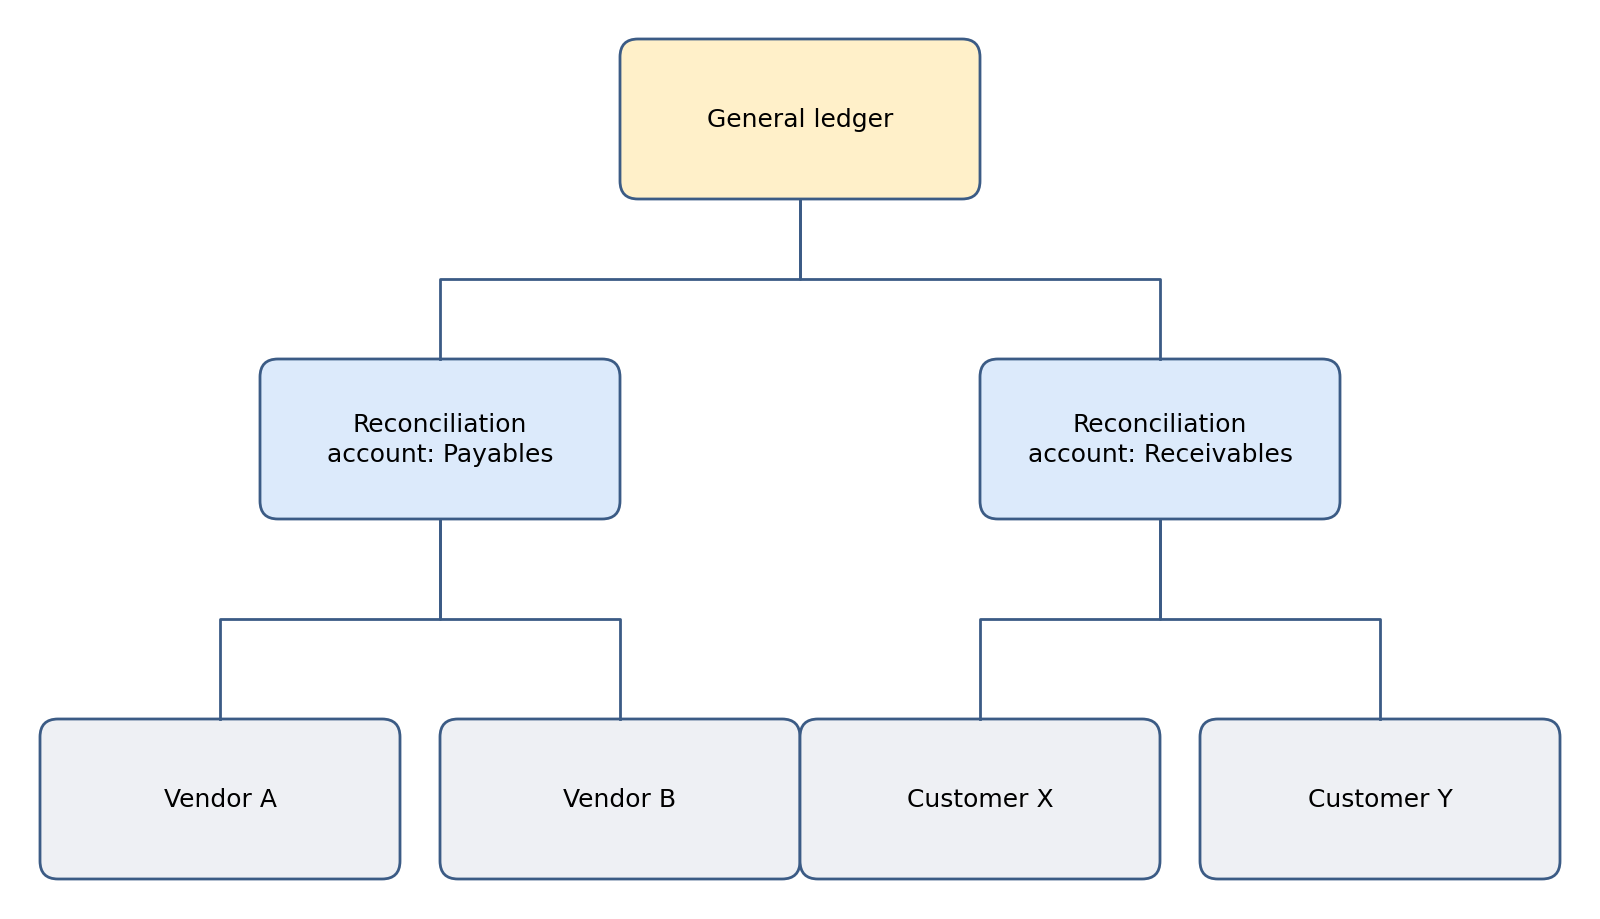 General ledger
Reconciliation
account: Payables
Reconciliation
account: Receivables
Vendor A
Vendor B
Customer X
Customer Y